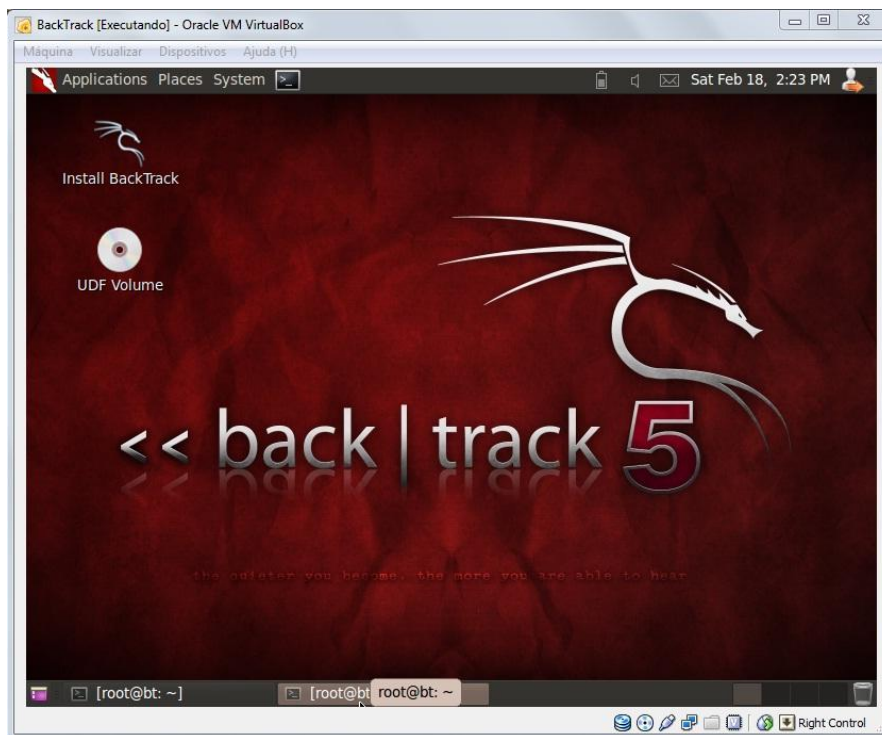 BackTrack [Executando] - Oracle VM VirtualBox
Máquina Visualizar Dispositivos Ajuda (H)
Applications Places System Sat Feb 18, 2:23 PM
Install BackTrack
UDF Volume
<< back | track 5
the quieter you become, the more you are able to hear
[root@bt: ~] [root@bt root@bt: ~
Right Control